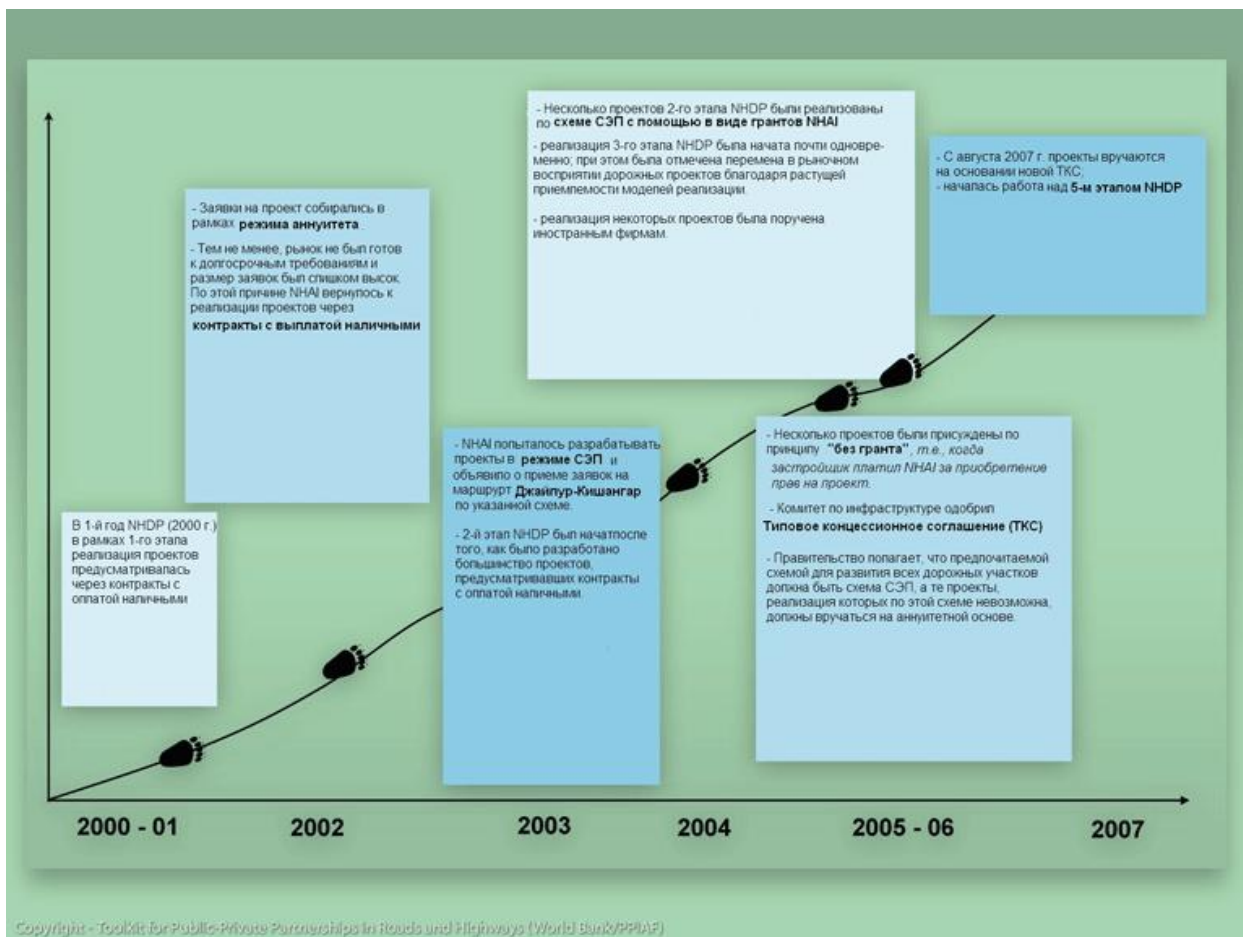 - Несколько проектов 2-го этапа NHDP были реализованы
по схеме СЭП с помощью в виде грантов NHAI
- реализация 3-го этапа NHDP была начата почти одновре-
менно; при этом была отмечена перемена в рыночном
восприятии дорожных проектов благодаря растущей
приемлемости моделей реализации.
- реализация некоторых проектов была поручена
иностранным фирмам.
- С августа 2007 г. проекты вручаются
на основании новой ТКС;
- началась работа над 5-м этапом NHDP
- Заявки на проект собирались в
рамках режима аннуитета.
- Тем не менее, рынок не был готов
к долгосрочным требованиям и
размер заявок был слишком высок.
По этой причине NHAI вернулось к
реализации проектов через
контракты с выплатой наличными
- NHAI попыталось разрабатывать
проекты в режиме СЭП и
объявило о приеме заявок на
маршрурт Джайпур-Кишангар
по указанной схеме.
- 2-й этап NHDP был начатпосле
того, как было разработано
большинство проектов,
предусматривавших контракты
с оплатой наличными.
- Несколько проектов были присуждены по
принципу "без гранта", т.е., когда
застройщик платил NHAI за приобретение
прав на проект.
- Комитет по инфраструктуре одобрил
Типовое концессионное соглашение (ТКС)
- Правительство полагает, что предпочитаемой
схемой для развития всех дорожных участков
должна быть схема СЭП, а те проекты,
реализация которых по этой схеме невозможна,
должны вручаться на аннуитетной основе.
В 1-й год NHDP (2000 г.)
в рамках 1-го этапа
реализация проектов
предусматривалась
через контракты с
оплатой наличными
2000 - 01
2002
2003
2004
2005 - 06
2007
Copyright - ToolKit for Public-Private Partnerships in Roads and Highways (World Bank/PPIAF)